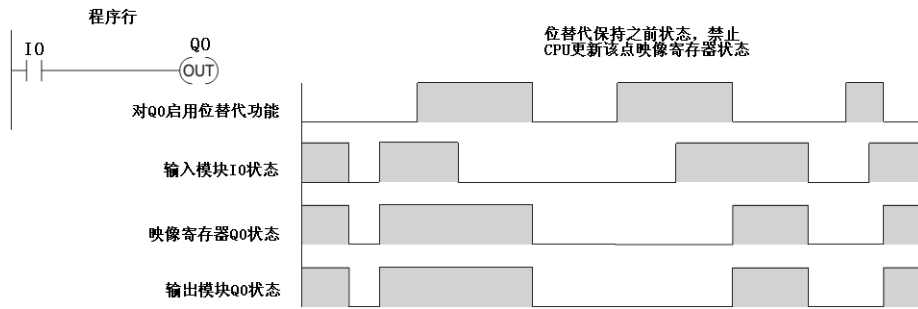 程序行
I0
Q0
OUT
位替代保持之前状态, 禁止
CPU更新该点映像寄存器状态
对Q0启用位替代功能
输入模块I0状态
映像寄存器Q0状态
输出模块Q0状态